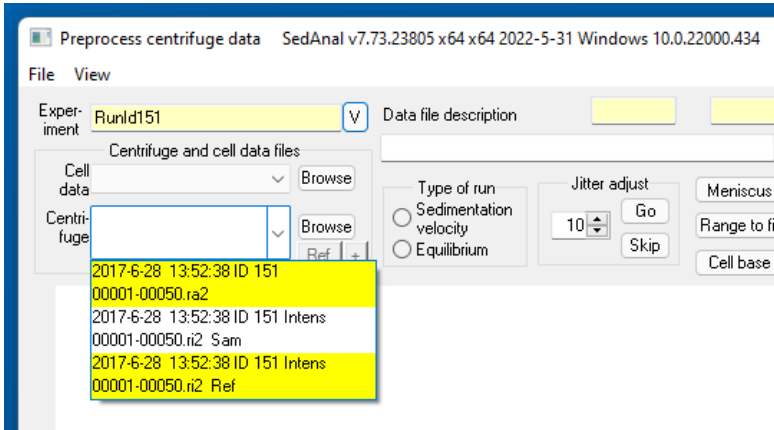 Preprocess centrifuge data SedAnal v7.73.23805 x64 x64 2022-5-31 Windows 10.0.22000.434
File View
Exper-
iment
RunId151
V
Data file description
Centrifuge and cell data files
Cell
data
Browse
Centri-
fuge
Browse
Ref +
Type of run
Sedimentation
velocity
Equilibrium
Jitter adjust
10
Go
Skip
Meniscus
Range to fi
Cell base
2017-6-28 13:52:38 ID 151
00001-00050.ra2
2017-6-28 13:52:38 ID 151 Intens
00001-00050.ri2 Sam
2017-6-28 13:52:38 ID 151 Intens
00001-00050.ri2 Ref